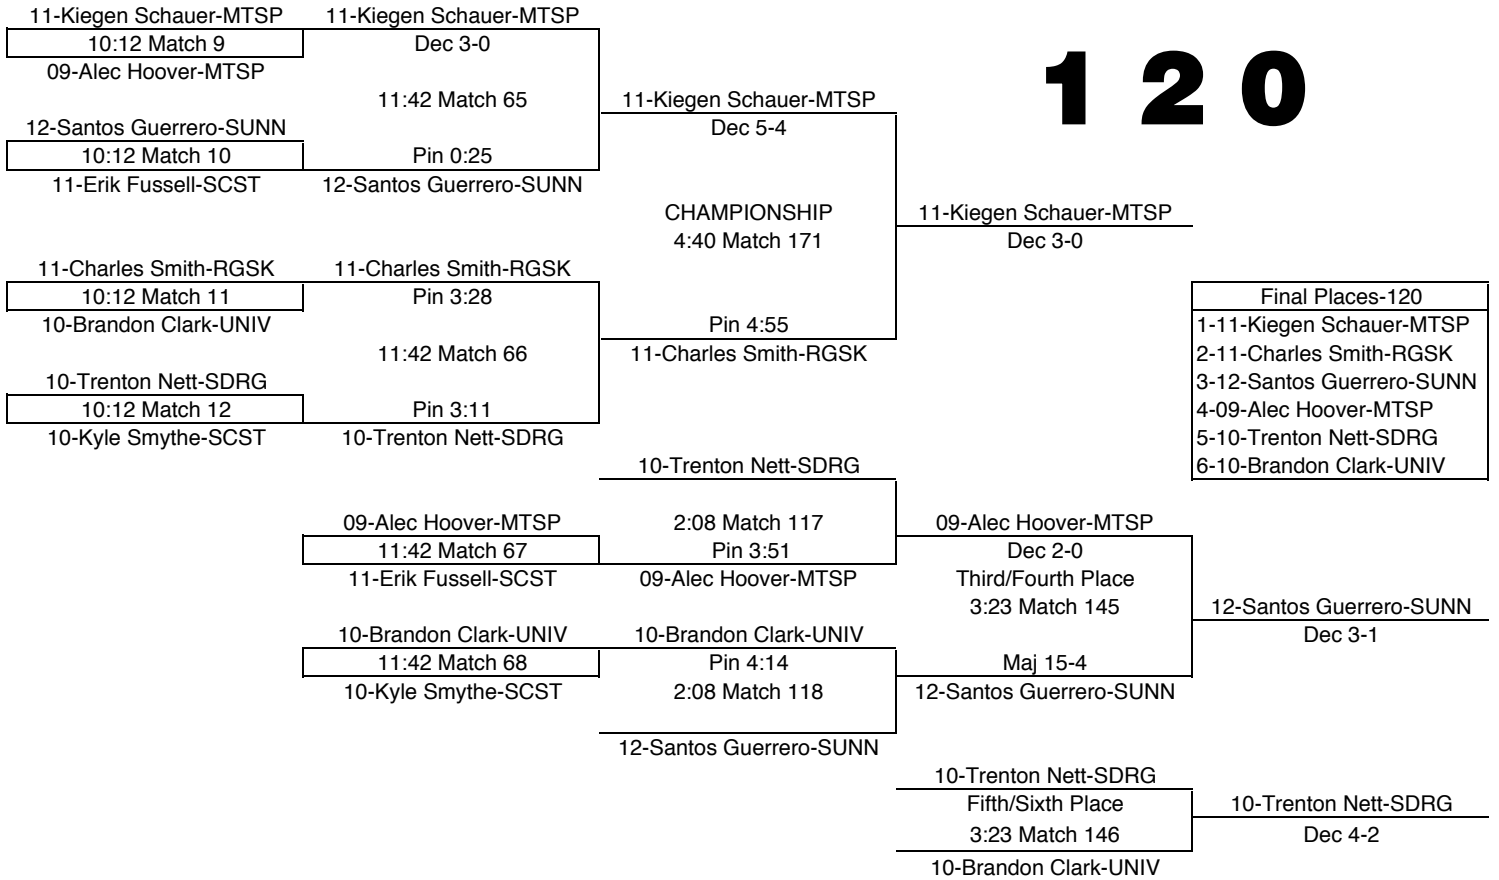 11-Kiegen Schauer-MTSP
10:12 Match 9
09-Alec Hoover-MTSP
12-Santos Guerrero-SUNN
10:12 Match 10
11-Erik Fussell-SCST
11-Charles Smith-RGSK
10:12 Match 11
10-Brandon Clark-UNIV
10-Trenton Nett-SDRG
10:12 Match 12
10-Kyle Smythe-SCST
11-Kiegen Schauer-MTSP
Dec 3-0
11:42 Match 65
Pin 0:25
12-Santos Guerrero-SUNN
11-Charles Smith-RGSK
Pin 3:28
11:42 Match 66
Pin 3:11
10-Trenton Nett-SDRG
09-Alec Hoover-MTSP
11:42 Match 67
11-Erik Fussell-SCST
10-Brandon Clark-UNIV
11:42 Match 68
10-Kyle Smythe-SCST
11-Kiegen Schauer-MTSP
Dec 5-4
CHAMPIONSHIP
4:40 Match 171
Pin 4:55
11-Charles Smith-RGSK
10-Trenton Nett-SDRG
2:08 Match 117
Pin 3:51
09-Alec Hoover-MTSP
10-Brandon Clark-UNIV
Pin 4:14
2:08 Match 118
12-Santos Guerrero-SUNN
120
11-Kiegen Schauer-MTSP
Dec 3-0
09-Alec Hoover-MTSP
Dec 2-0
Third/Fourth Place
3:23 Match 145
Maj 15-4
12-Santos Guerrero-SUNN
10-Trenton Nett-SDRG
Fifth/Sixth Place
3:23 Match 146
10-Brandon Clark-UNIV
Final Places-120
1-11-Kiegen Schauer-MTSP
2-11-Charles Smith-RGSK
3-12-Santos Guerrero-SUNN
4-09-Alec Hoover-MTSP
5-10-Trenton Nett-SDRG
6-10-Brandon Clark-UNIV
12-Santos Guerrero-SUNN
Dec 3-1
10-Trenton Nett-SDRG
Dec 4-2